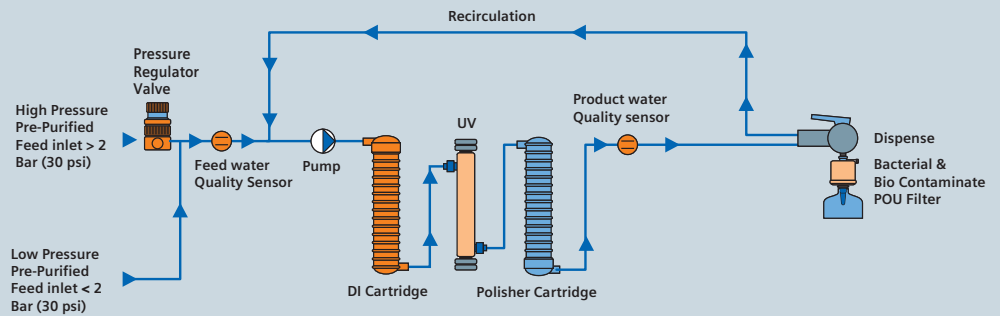 Recirculation
Pressure
Regulator
Valve
High Pressure
Pre-Purified
Feed inlet > 2
Bar (30 psi)
Feed water
Quality Sensor
Pump
UV
Product water
Quality sensor
Dispense
Bacterial &
Bio Contaminate
POU Filter
Low Pressure
Pre-Purified
Feed inlet < 2
Bar (30 psi)
DI Cartridge
Polisher Cartridge